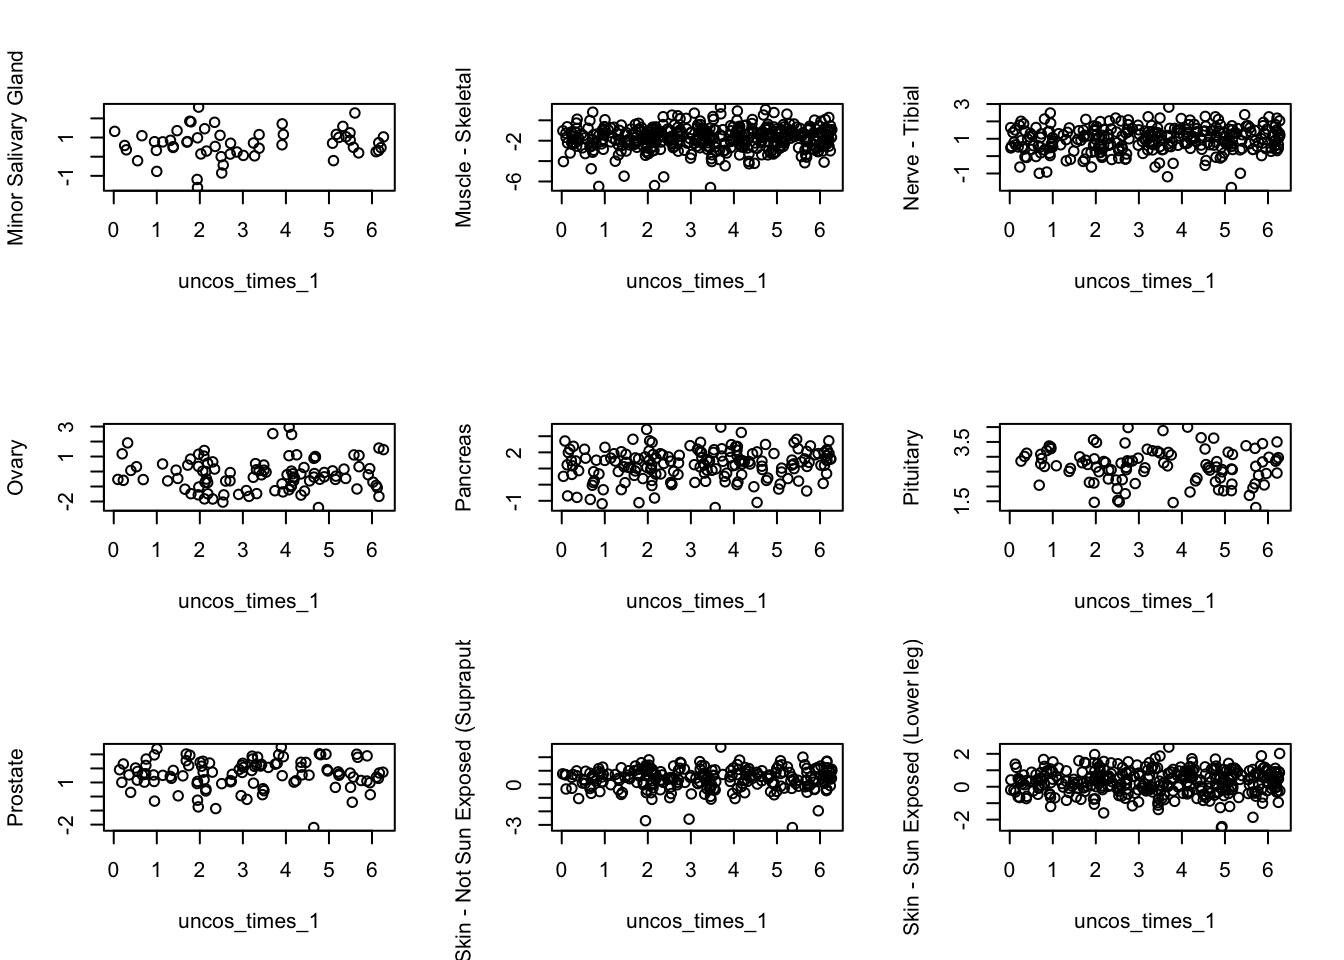 Minor Salivary Gland
1
-1
0 1 2 3 4 5 6
uncos_times_1
Muscle - Skeletal
-2
-6
0 1 2 3 4 5 6
uncos_times_1
Nerve - Tibial
3
1
-1
0 1 2 3 4 5 6
uncos_times_1
Ovary
3
1
-2
0 1 2 3 4 5 6
uncos_times_1
Pancreas
2
-1
0 1 2 3 4 5 6
uncos_times_1
Pituitary
3.5
1.5
0 1 2 3 4 5 6
uncos_times_1
Prostate
1
-2
0 1 2 3 4 5 6
uncos_times_1
Skin - Not Sun Exposed (Suprapub
0
-3
0 1 2 3 4 5 6
uncos_times_1
Skin - Sun Exposed (Lower leg)
2
0
-2
0 1 2 3 4 5 6
uncos_times_1